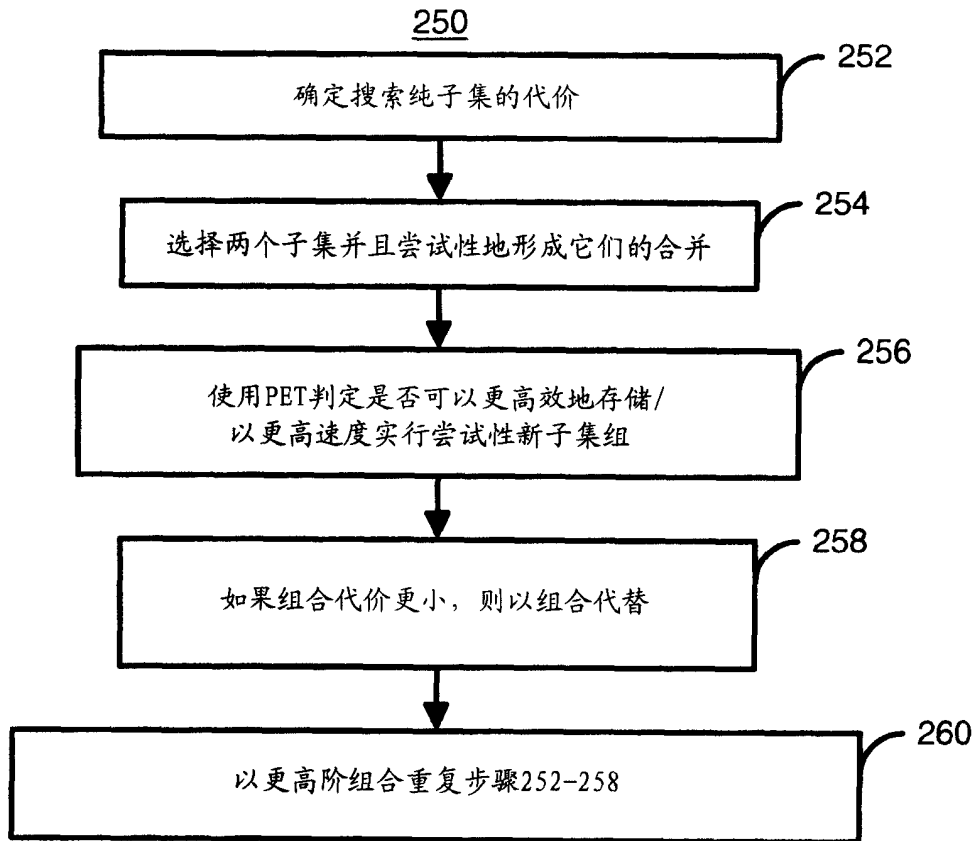 250
252
确定搜索纯子集的代价
254
选择两个子集并且尝试性地形成它们的合并
256
使用PET判定是否可以更高效地存储/
以更高速度实行尝试性新子集组
258
如果组合代价更小，则以组合代替
260
以更高阶组合重复步骤252-258